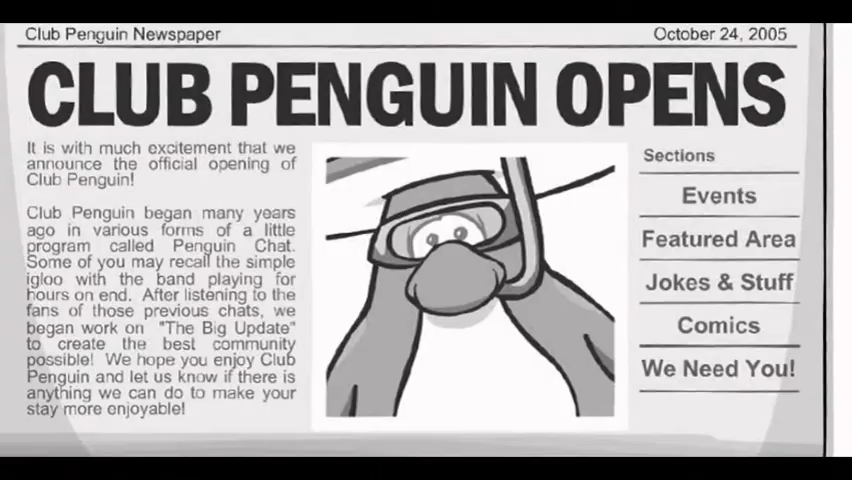 Club Penguin Newspaper
October 24, 2005
CLUB PENGUIN OPENS
It is with much excitement that we
announce the official opening of
Club Penguin!
Club Penguin began many years
ago in various forms of a little
program called Penguin Chat.
Some of you may recall the simple
igloo with the band playing for
hours on end. After listening to the
fans of those previous chats, we
began work on "The Big Update"
to create the best community
possible! We hope you enjoy Club
Penguin and let us know if there is
anything we can do to make your
stay more enjoyable!
Sections
Events
Featured Area
Jokes & Stuff
Comics
We Need You!